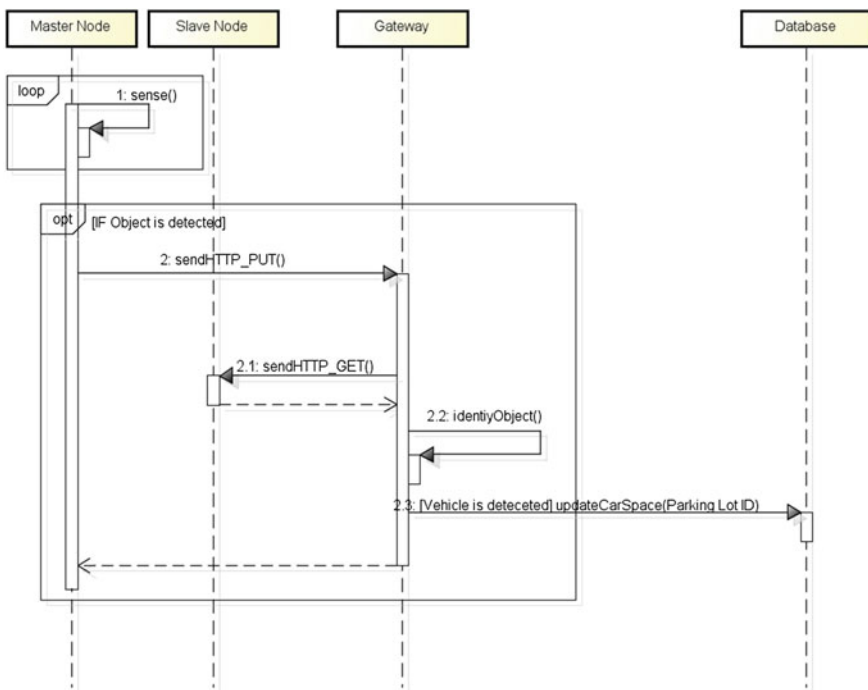 Master Node
Slave Node
Gateway
Database
loop
1: sense()
opt
[IF Object is detected]
2: sendHTTP_PUT()
2.1: sendHTTP_GET()
2.2: identiyObject()
2.3: [Vehicle is deteceted] updateCarSpace(Parking Lot ID)